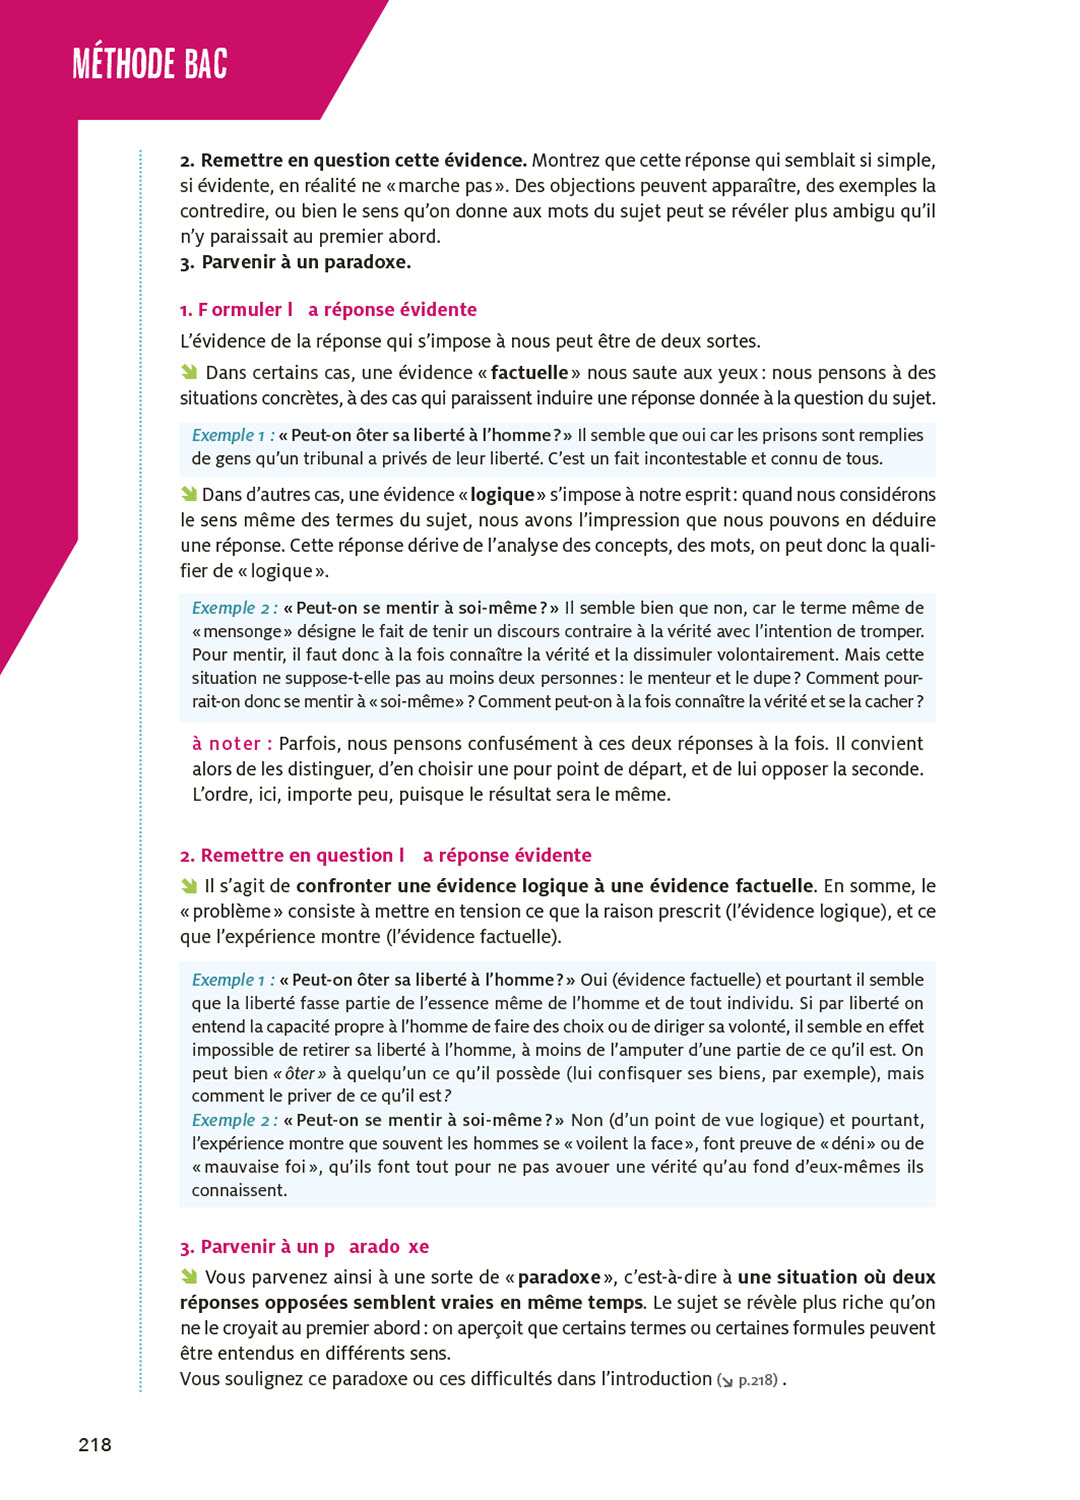 MÉTHODE BAC
2. Remettre en question cette évidence. Montrez que cette réponse qui semblait si simple,
si évidente, en réalité ne « marche pas ». Des objections peuvent apparaître, des exemples la
contredire, ou bien le sens qu’on donne aux mots du sujet peut se révéler plus ambigu qu’il
n’y paraissait au premier abord.
3. Parvenir à un paradoxe.
1. F ormuler l a réponse évidente
L’évidence de la réponse qui s’impose à nous peut être de deux sortes.
Dans certains cas, une évidence « factuelle » nous saute aux yeux : nous pensons à des
situations concrètes, à des cas qui paraissent induire une réponse donnée à la question du sujet.
Exemple 1 : « Peut-on ôter sa liberté à l’homme ? » Il semble que oui car les prisons sont remplies
de gens qu’un tribunal a privés de leur liberté. C’est un fait incontestable et connu de tous.
Dans d’autres cas, une évidence « logique » s’impose à notre esprit : quand nous considérons
le sens même des termes du sujet, nous avons l’impression que nous pouvons en déduire
une réponse. Cette réponse dérive de l’analyse des concepts, des mots, on peut donc la quali-
fier de « logique ».
Exemple 2 : « Peut-on se mentir à soi-même ? » Il semble bien que non, car le terme même de
« mensonge » désigne le fait de tenir un discours contraire à la vérité avec l’intention de tromper.
Pour mentir, il faut donc à la fois connaître la vérité et la dissimuler volontairement. Mais cette
situation ne suppose-t-elle pas au moins deux personnes : le menteur et le dupe ? Comment pour-
rait-on donc se mentir à « soi-même » ? Comment peut-on à la fois connaître la vérité et se la cacher ?
à noter : Parfois, nous pensons confusément à ces deux réponses à la fois. Il convient
alors de les distinguer, d’en choisir une pour point de départ, et de lui opposer la seconde.
L’ordre, ici, importe peu, puisque le résultat sera le même.
2. Remettre en question l a réponse évidente
Il s’agit de confronter une évidence logique à une évidence factuelle. En somme, le
« problème » consiste à mettre en tension ce que la raison prescrit (l’évidence logique), et ce
que l’expérience montre (l’évidence factuelle).
Exemple 1 : « Peut-on ôter sa liberté à l’homme ? » Oui (évidence factuelle) et pourtant il semble
que la liberté fasse partie de l’essence même de l’homme et de tout individu. Si par liberté on
entend la capacité propre à l’homme de faire des choix ou de diriger sa volonté, il semble en effet
impossible de retirer sa liberté à l’homme, à moins de l’amputer d’une partie de ce qu’il est. On
peut bien « ôter » à quelqu’un ce qu’il possède (lui confisquer ses biens, par exemple), mais
comment le priver de ce qu’il est ?
Exemple 2 : « Peut-on se mentir à soi-même ? » Non (d’un point de vue logique) et pourtant,
l’expérience montre que souvent les hommes se « voilent la face », font preuve de « déni » ou de
« mauvaise foi », qu’ils font tout pour ne pas avouer une vérité qu’au fond d’eux-mêmes ils
connaissent.
3. Parvenir à un p arado xe
Vous parvenez ainsi à une sorte de « paradoxe », c’est-à-dire à une situation où deux
réponses opposées semblent vraies en même temps. Le sujet se révèle plus riche qu’on
ne le croyait au premier abord : on aperçoit que certains termes ou certaines formules peuvent
être entendus en différents sens.
Vous soulignez ce paradoxe ou ces difficultés dans l’introduction (↘ p.218) .
218